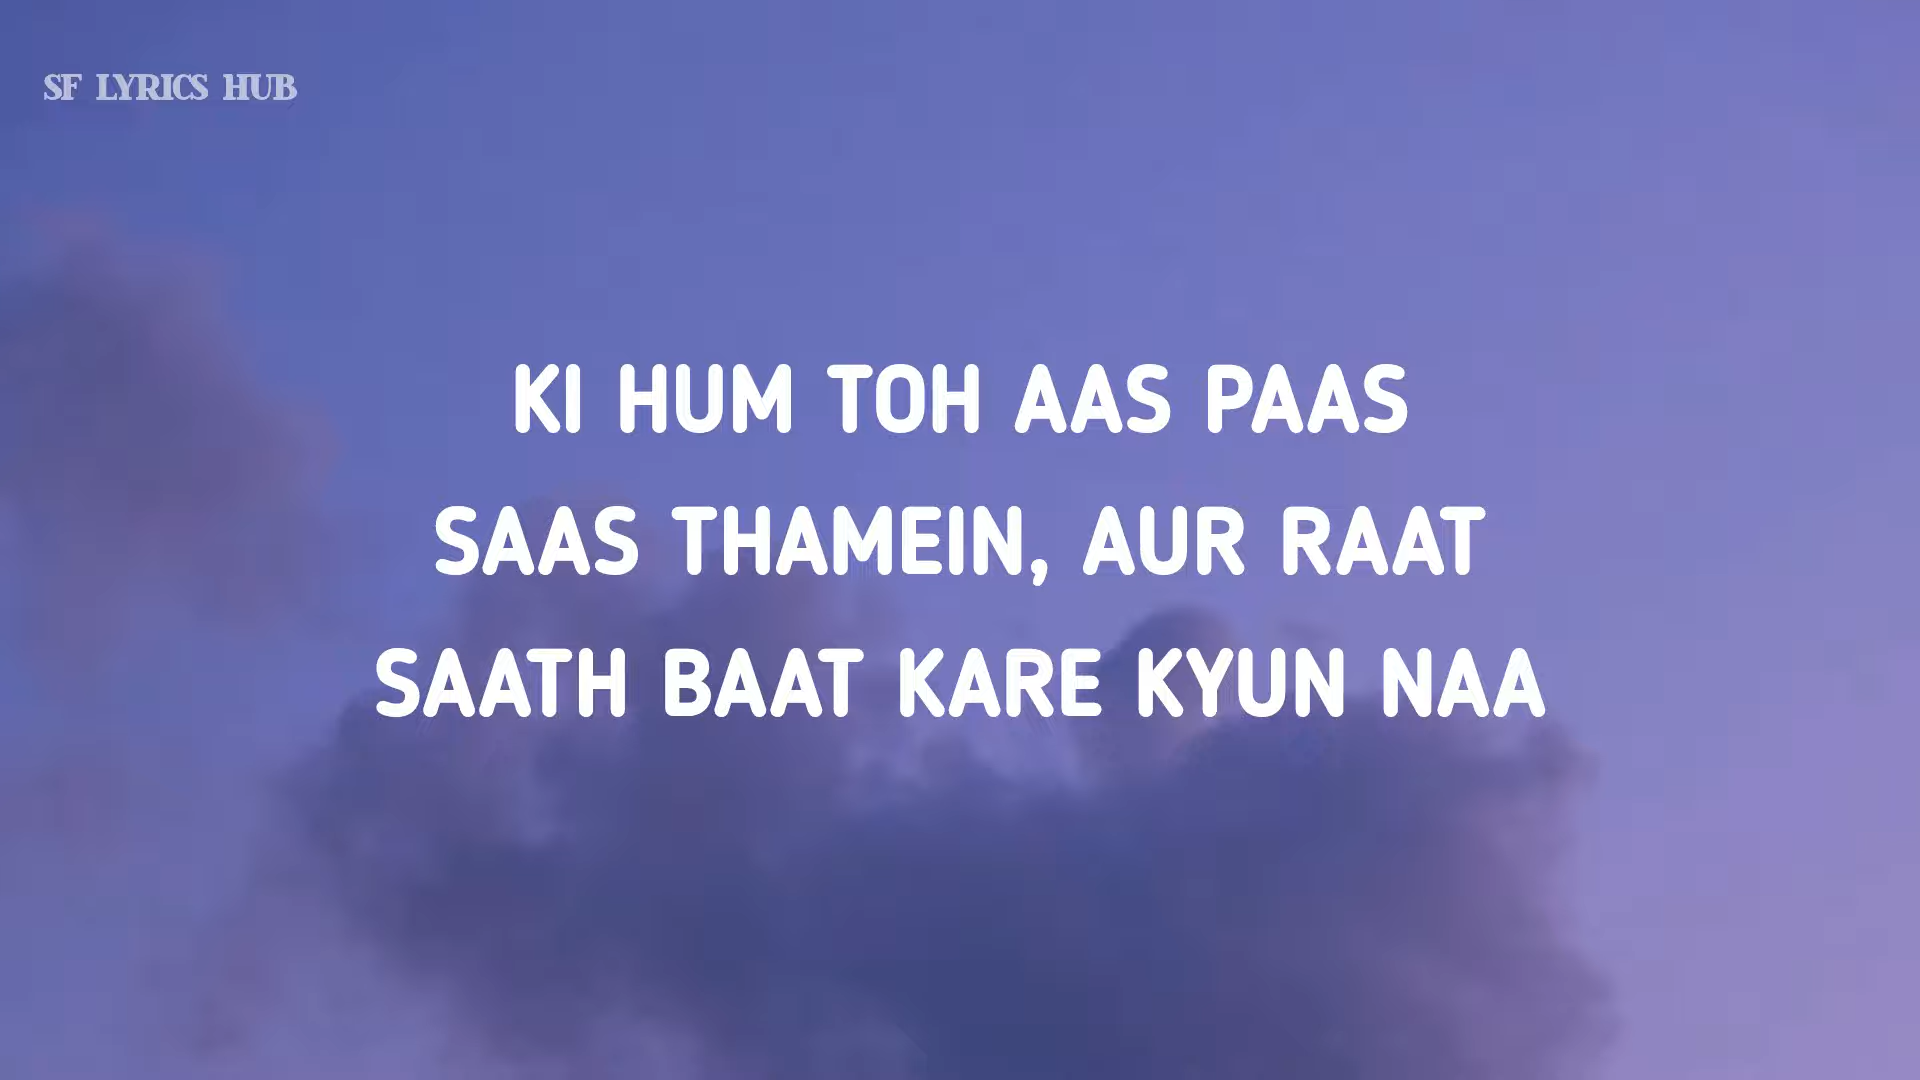 SF LYRICS HUB
KI HUM TOH AAS PAAS
SAAS THAMEIN, AUR RAAT
SAATH BAAT KARE KYUN NAA